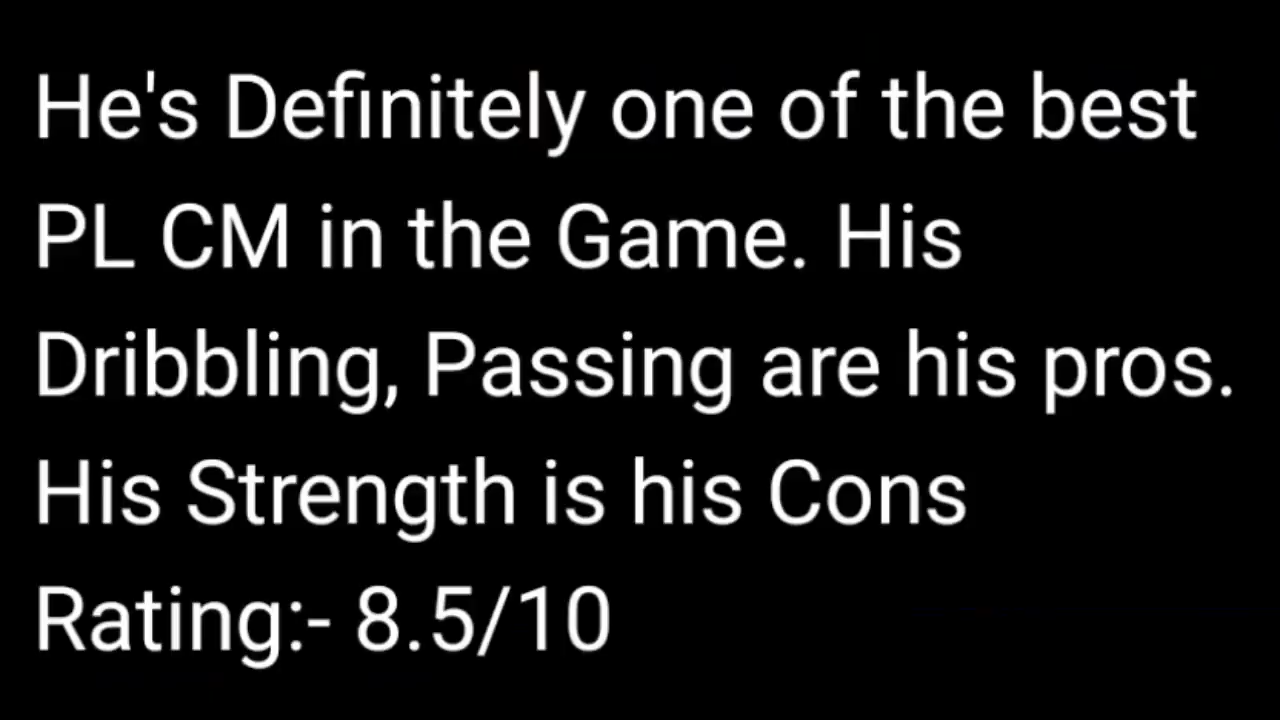 He's Definitely one of the best
PL CM in the Game. His
Dribbling, Passing are his pros.
His Strength is his Cons
Rating:- 8.5/10